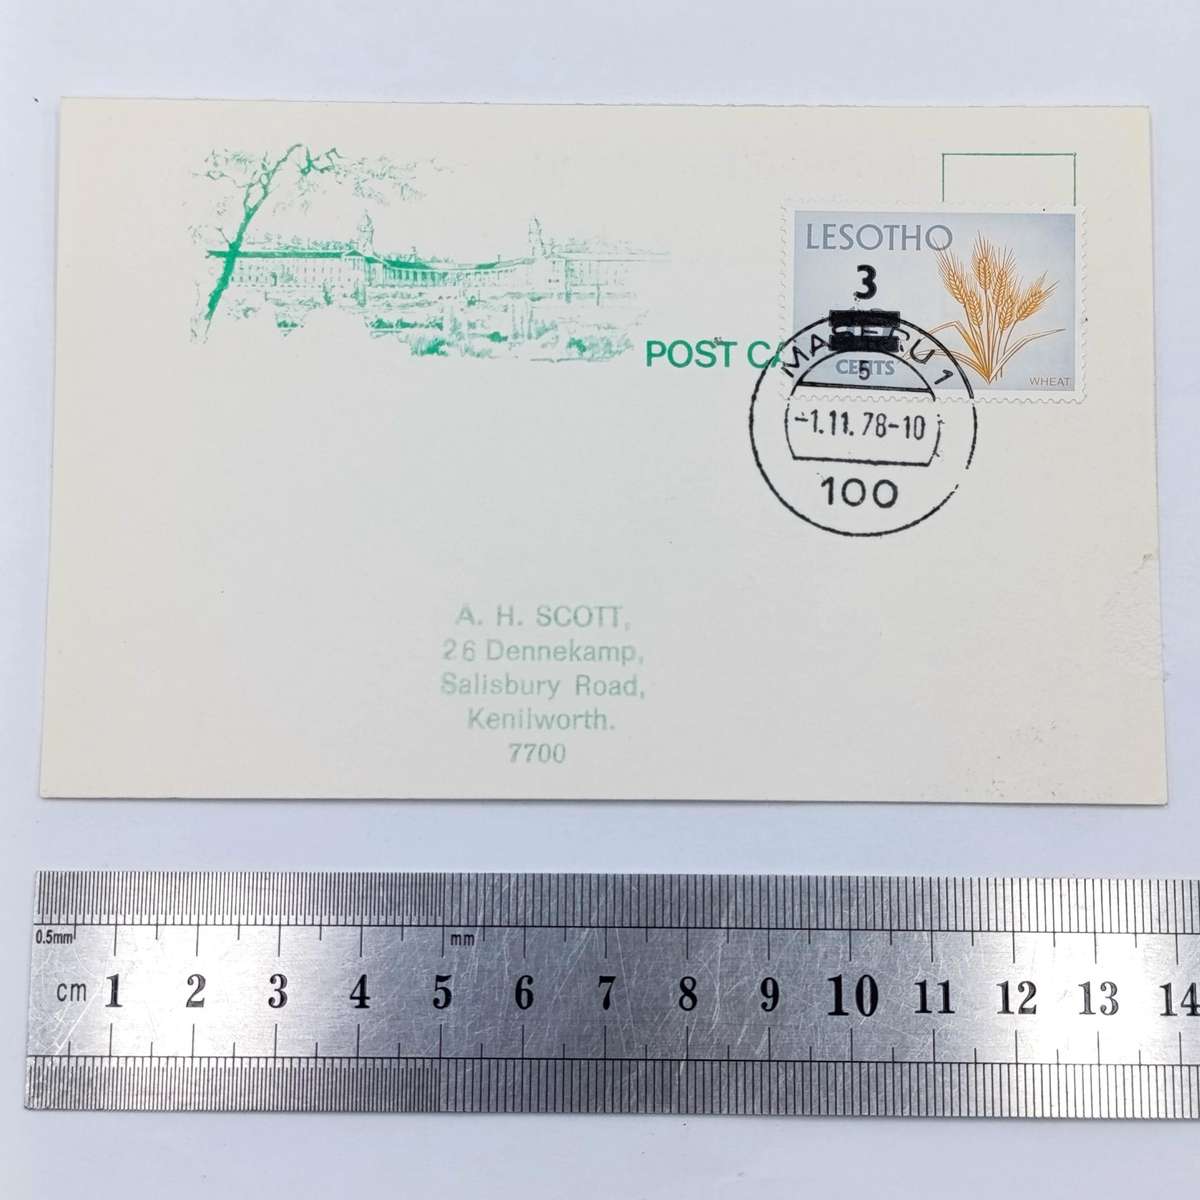 LESOTHO
3
CENTS
WHEAT
POST CA
MASERU 1
5
-1.11.78-10
100
A. H. SCOTT,
26 Dennekamp,
Salisbury Road,
Kenilworth.
7700
0.5mm
mm
cm 1 2 3 4 5 6 7 8 9 10 11 12 13 14